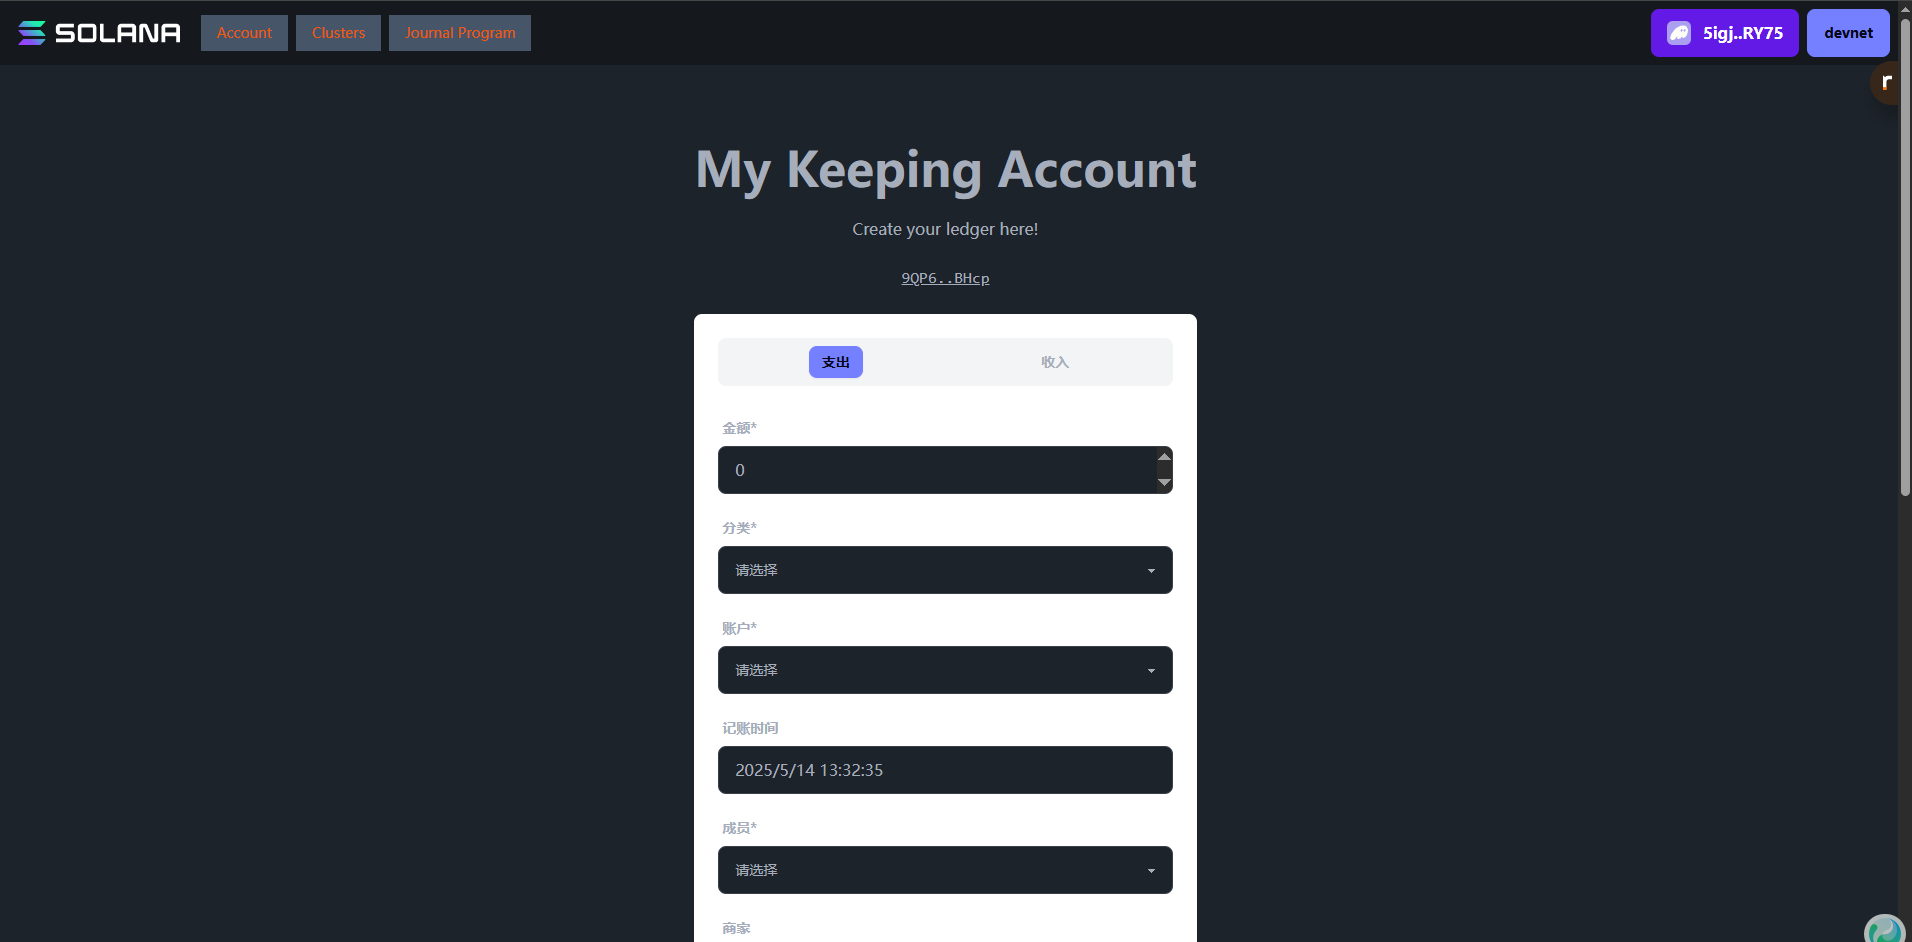 SOLANA
Account
Clusters
Journal Program
5igj..RY75
devnet
r
My Keeping Account
Create your ledger here!
9QP6..BHcp
支出
收入
金额*
0
分类*
请选择
账户*
请选择
记账时间
2025/5/14 13:32:35
成员*
请选择
商家